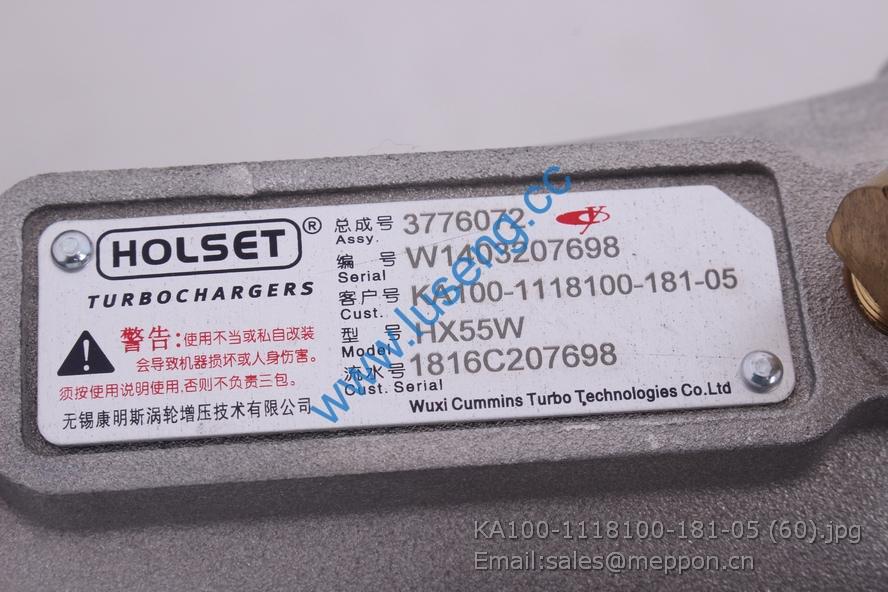 HOLSET®
TURBOCHARGERS
警告:使用不当或私自改装
会导致机器损坏或人身伤害。
须按使用说明使用,否则不负责三包。
无锡康明斯涡轮增压技术有限公司
总成号 3776072
Assy.
编 号 W1403207698
Serial
客户号 KA100-1118100-181-05
Cust.
型 号 HX55W
Model
流水号 1816C207698
Cust. Serial
Wuxi Cummins Turbo Technologies Co.Ltd
www.luseng.cc
KA100-1118100-181-05 (60).jpg
Email:sales@meppon.cn